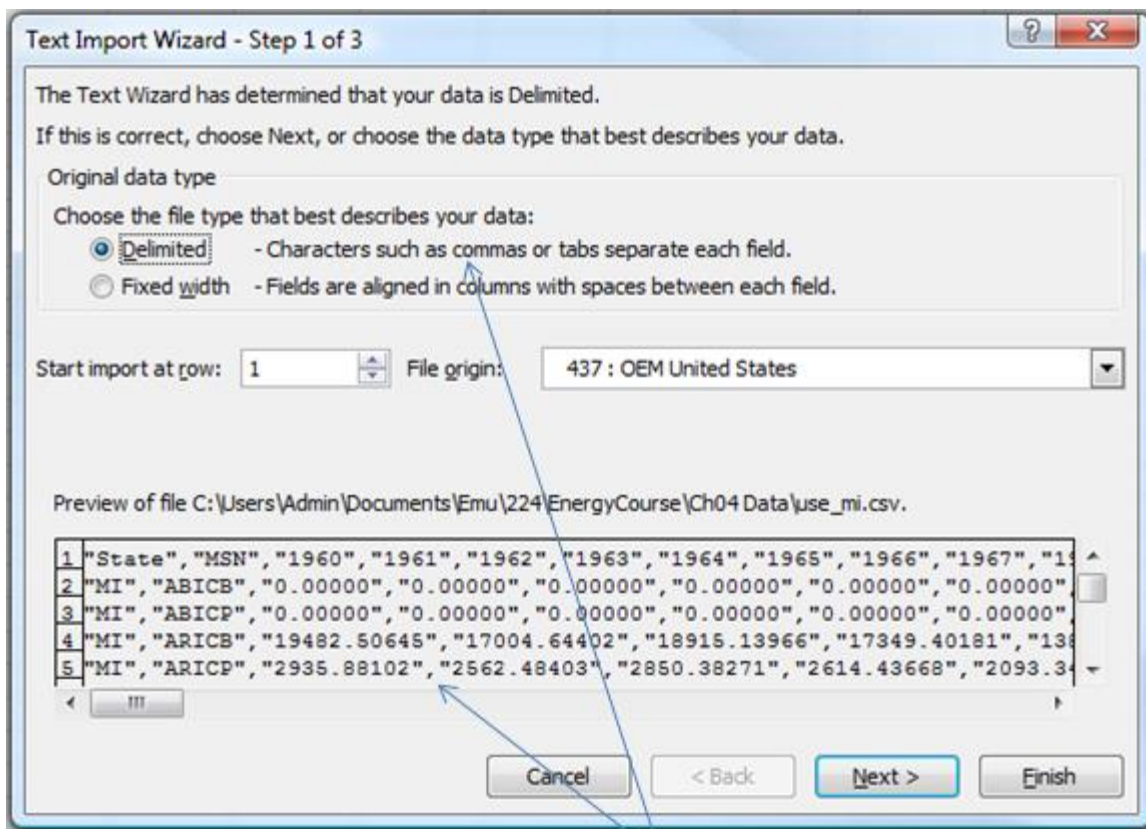 Text Import Wizard - Step 1 of 3
The Text Wizard has determined that your data is Delimited.
If this is correct, choose Next, or choose the data type that best describes your data.
Original data type
Choose the file type that best describes your data:
Delimited - Characters such as commas or tabs separate each field.
Fixed width - Fields are aligned in columns with spaces between each field.
Start import at row: 1 File origin: 437 : OEM United States
Preview of file C:\Users\Admin\Documents\Emu\224\EnergyCourse\Ch04 Data\use_mi.csv.
1 "State","MSN","1960","1961","1962","1963","1964","1965","1966","1967","19
2 "MI","ABICB","0.00000","0.00000","0.00000","0.00000","0.00000","0.00000",
3 "MI","ABICP","0.00000","0.00000","0.00000","0.00000","0.00000","0.00000",
4 "MI","ARICB","19482.50645","17004.64402","18915.13966","17349.40181","138
5 "MI","ARICP","2935.88102","2562.48403","2850.38271","2614.43668","2093.34
Cancel < Back Next > Finish